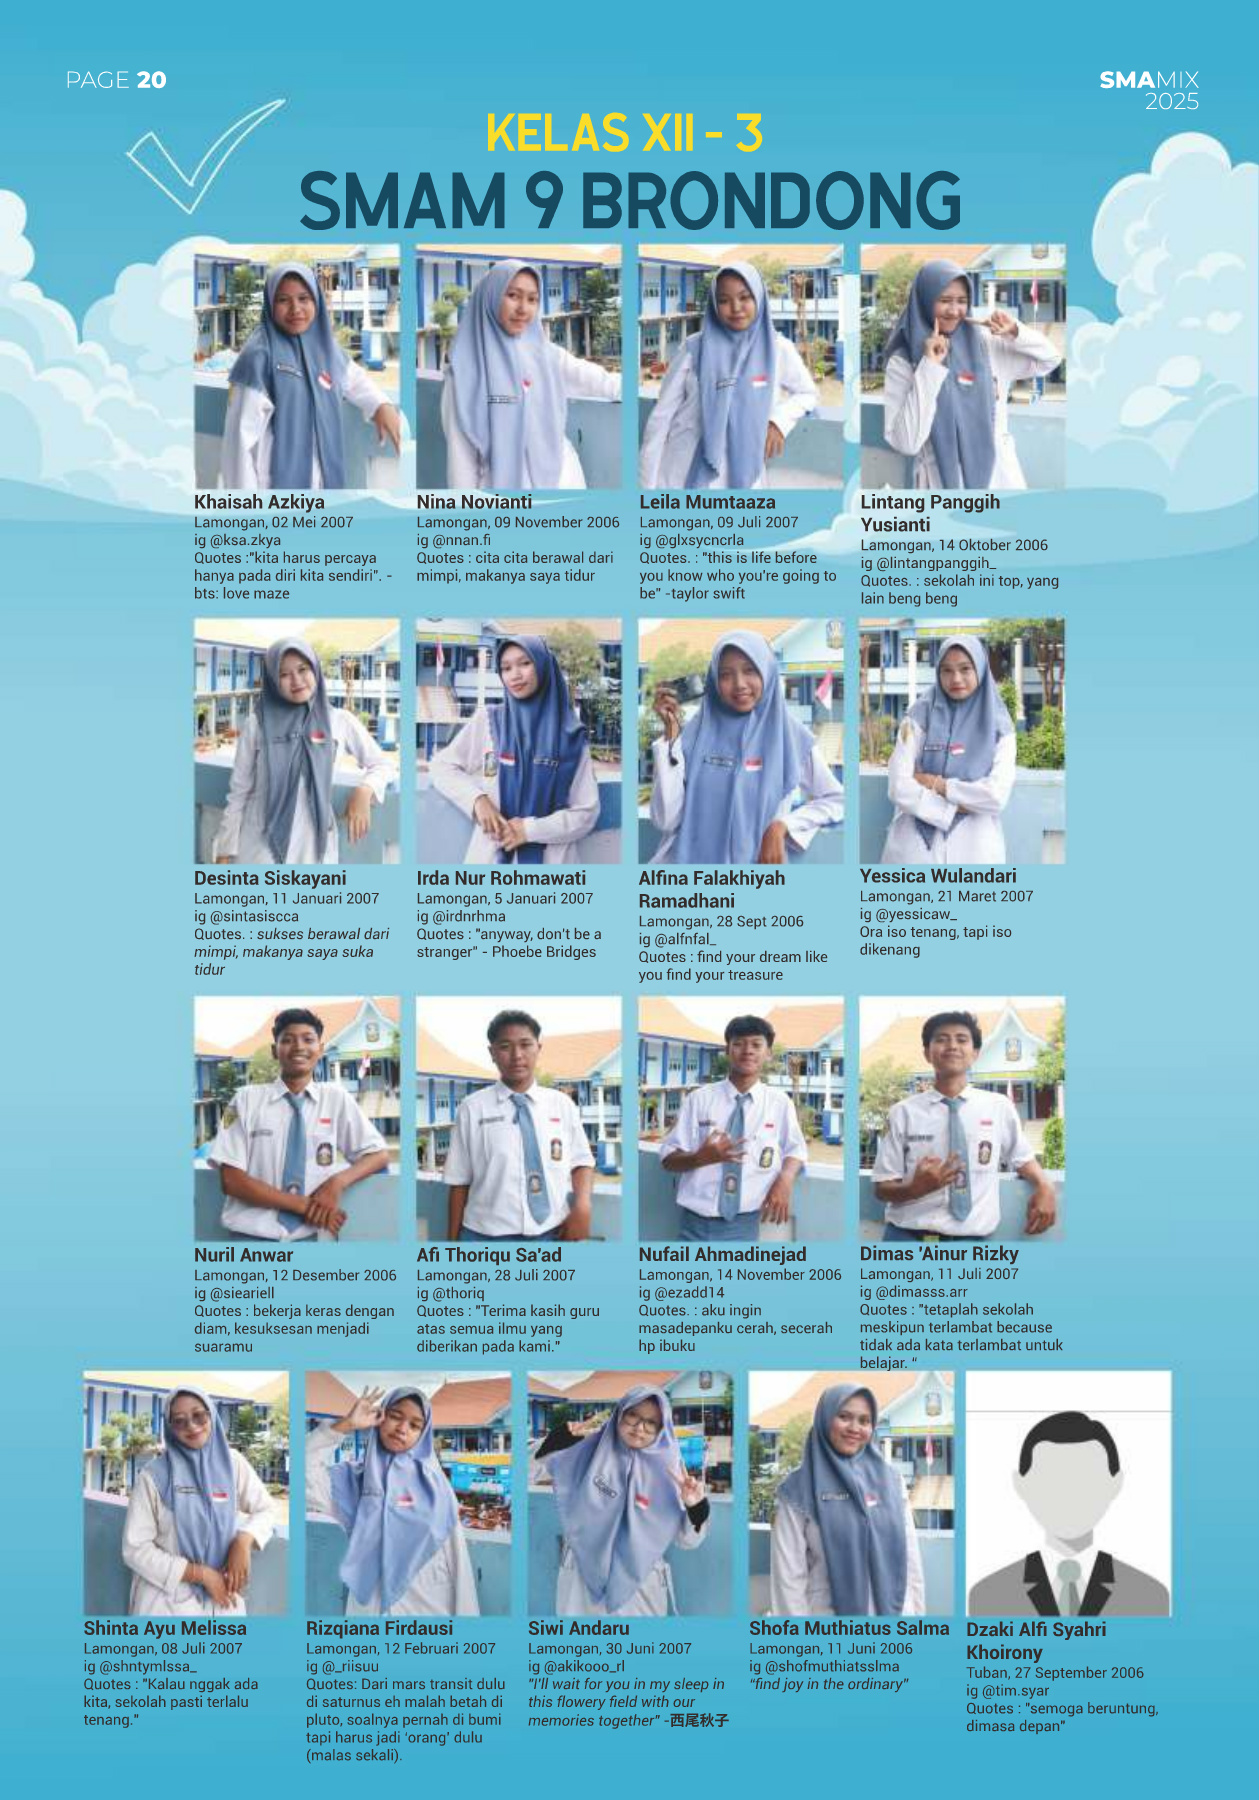 PAGE 20
SMAMIX
2025
KELAS XII - 3
SMAM 9 BRONDONG
Khaisah Azkiya
Lamongan, 02 Mei 2007
ig @ksa.zkya
Quotes :"kita harus percaya
hanya pada diri kita sendiri". -
bts: love maze
Nina Novianti
Lamongan, 09 November 2006
ig @nnan.fi
Quotes : cita cita berawal dari
mimpi, makanya saya tidur
Leila Mumtaaza
Lamongan, 09 Juli 2007
ig @glxsycncrla
Quotes. : "this is life before
you know who you're going to
be" -taylor swift
Lintang Panggih
Yusianti
Lamongan, 14 Oktober 2006
ig @lintangpanggih_
Quotes. : sekolah ini top, yang
lain beng beng
Desinta Siskayani
Lamongan, 11 Januari 2007
ig @sintasiscca
Quotes. : sukses berawal dari
mimpi, makanya saya suka
tidur
Irda Nur Rohmawati
Lamongan, 5 Januari 2007
ig @irdnrhma
Quotes : "anyway, don't be a
stranger" - Phoebe Bridges
Alfina Falakhiyah
Ramadhani
Lamongan, 28 Sept 2006
ig @alfnfal_
Quotes : find your dream like
you find your treasure
Yessica Wulandari
Lamongan, 21 Maret 2007
ig @yessicaw_
Ora iso tenang, tapi iso
dikenang
Nuril Anwar
Lamongan, 12 Desember 2006
ig @sieariell
Quotes : bekerja keras dengan
diam, kesuksesan menjadi
suaramu
Afi Thoriqu Sa'ad
Lamongan, 28 Juli 2007
ig @thoriq
Quotes : "Terima kasih guru
atas semua ilmu yang
diberikan pada kami."
Nufail Ahmadinejad
Lamongan, 14 November 2006
ig @ezadd14
Quotes. : aku ingin
masadepanku cerah, secerah
hp ibuku
Dimas 'Ainur Rizky
Lamongan, 11 Juli 2007
ig @dimasss.arr
Quotes : "tetaplah sekolah
meskipun terlambat because
tidak ada kata terlambat untuk
belajar. “
Shinta Ayu Melissa
Lamongan, 08 Juli 2007
ig @shntymlssa_
Quotes : "Kalau nggak ada
kita, sekolah pasti terlalu
tenang."
Rizqiana Firdausi
Lamongan, 12 Februari 2007
ig @_riisuu
Quotes: Dari mars transit dulu
di saturnus eh malah betah di
pluto, soalnya pernah di bumi
tapi harus jadi ‘orang’ dulu
(malas sekali).
Siwi Andaru
Lamongan, 30 Juni 2007
ig @akikooo_rl
"I'll wait for you in my sleep in
this flowery field with our
memories together" -西尾秋子
Shofa Muthiatus Salma
Lamongan, 11 Juni 2006
ig @shofmuthiatsslma
“find joy in the ordinary”
Dzaki Alfi Syahri
Khoirony
Tuban, 27 September 2006
ig @tim.syar
Quotes : "semoga beruntung,
dimasa depan"